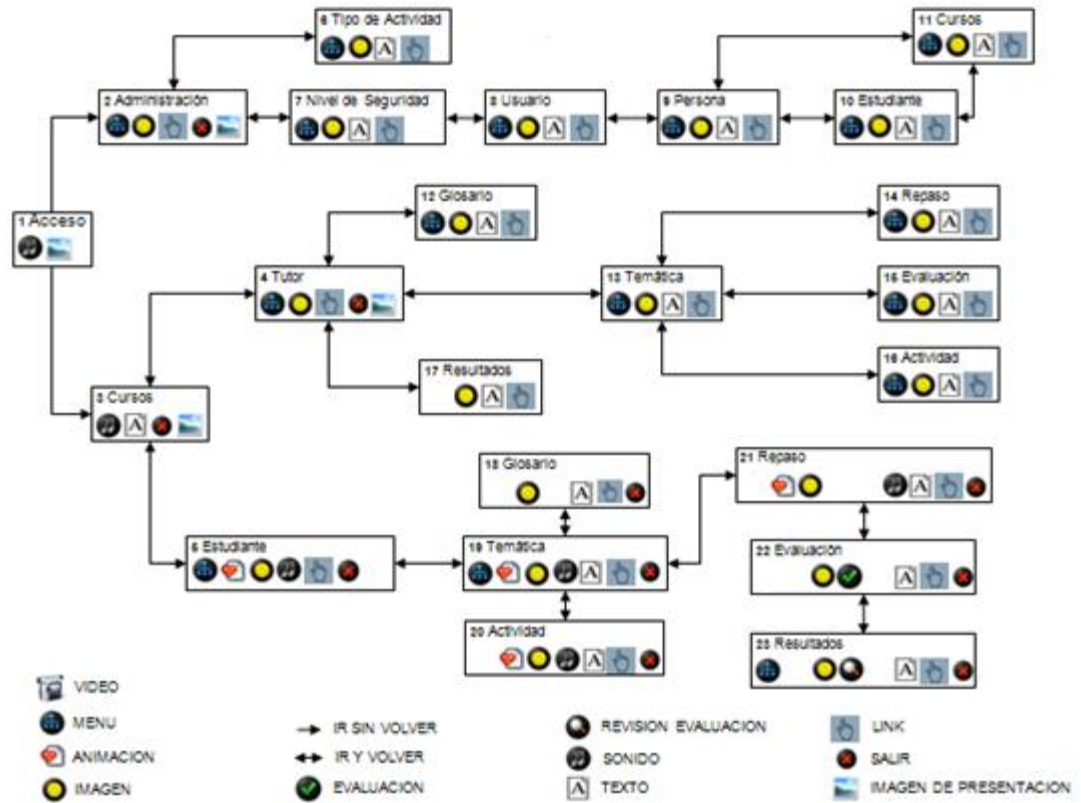 6 Tipo de Actividad
11 Cursos
2 Administración
7 Nivel de Seguridad
8 Usuario
9 Persona
10 Estudiante
12 Glosario
14 Repaso
1 Acceso
4 Tutor
13 Temática
15 Evaluación
17 Resultados
16 Actividad
3 Cursos
18 Glosario
21 Repaso
5 Estudiante
19 Temática
22 Evaluación
20 Actividad
23 Resultados
VIDEO
MENU
IR SIN VOLVER
REVISION EVALUACION
LINK
ANIMACION
IR Y VOLVER
SONIDO
SALIR
IMAGEN
EVALUACION
TEXTO
IMAGEN DE PRESENTACION